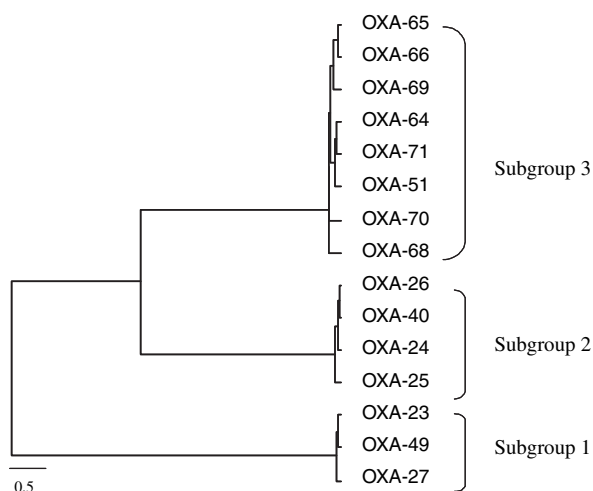 OXA-65
OXA-66
OXA-69
OXA-64
OXA-71
OXA-51
OXA-70
OXA-68
Subgroup 3
OXA-26
OXA-40
OXA-24
OXA-25
Subgroup 2
OXA-23
OXA-49
OXA-27
Subgroup 1
0.5